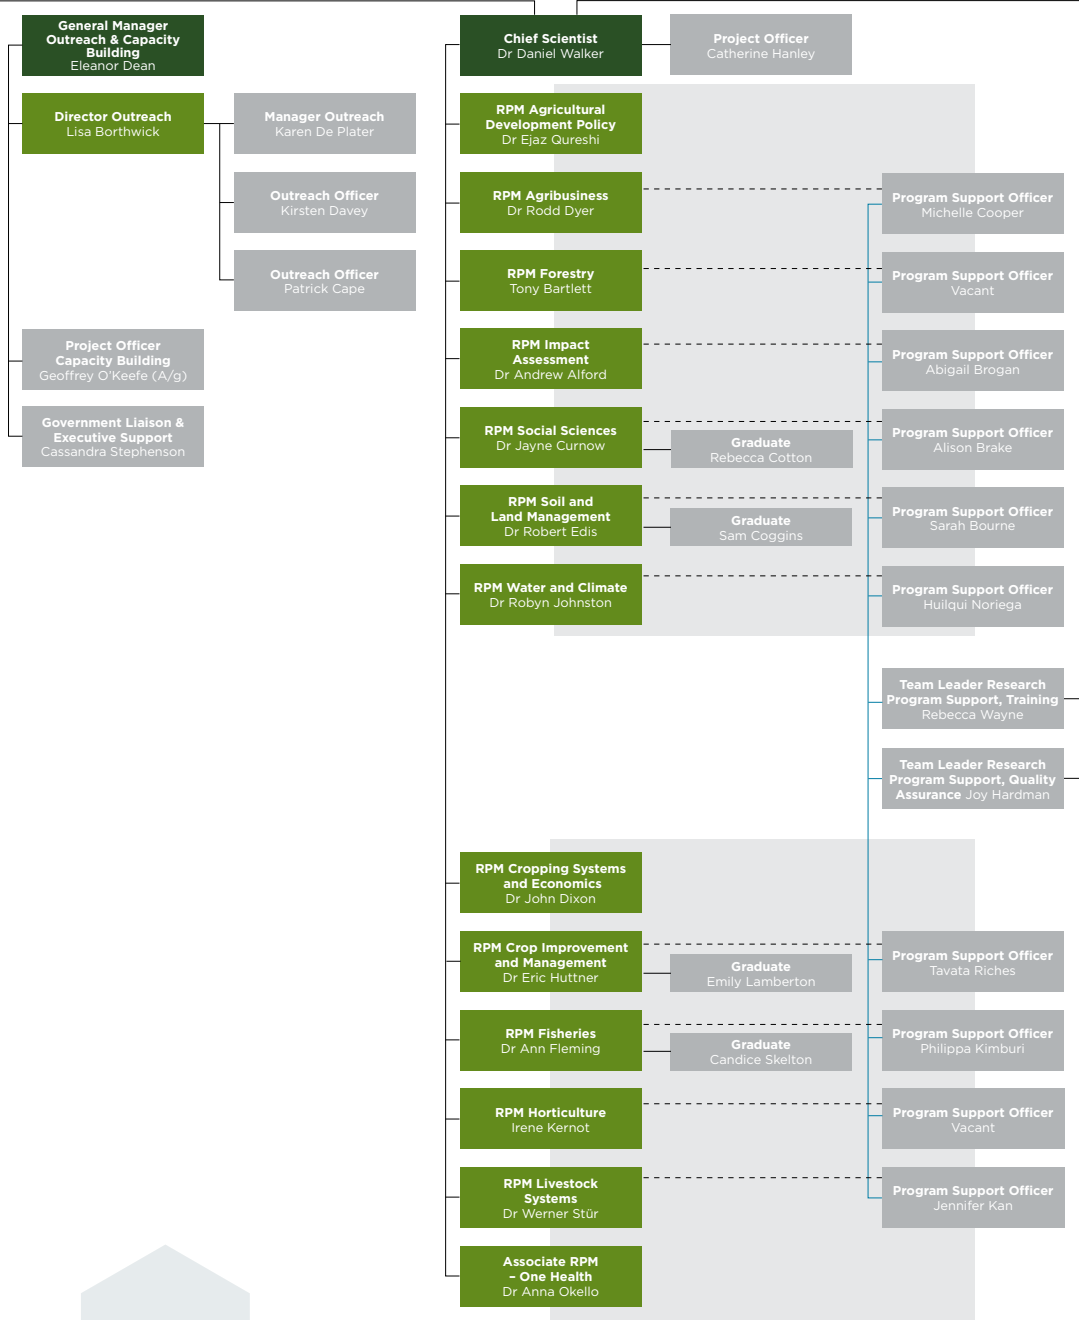 General Manager
Outreach & Capacity
Building
Eleanor Dean
Director Outreach
Lisa Borthwick
Manager Outreach
Karen De Plater
Outreach Officer
Kirsten Davey
Outreach Officer
Patrick Cape
Project Officer
Capacity Building
Geoffrey O'Keefe (A/g)
Government Liaison &
Executive Support
Cassandra Stephenson
Chief Scientist
Dr Daniel Walker
Project Officer
Catherine Hanley
RPM Agricultural
Development Policy
Dr Ejaz Qureshi
RPM Agribusiness
Dr Rodd Dyer
Program Support Officer
Michelle Cooper
RPM Forestry
Tony Bartlett
Program Support Officer
Vacant
RPM Impact
Assessment
Dr Andrew Alford
Program Support Officer
Abigail Brogan
RPM Social Sciences
Dr Jayne Curnow
Graduate
Rebecca Cotton
Program Support Officer
Alison Brake
RPM Soil and
Land Management
Dr Robert Edis
Graduate
Sam Coggins
Program Support Officer
Sarah Bourne
RPM Water and Climate
Dr Robyn Johnston
Program Support Officer
Huilqui Noriega
Team Leader Research
Program Support, Training
Rebecca Wayne
Team Leader Research
Program Support, Quality
Assurance Joy Hardman
RPM Cropping Systems
and Economics
Dr John Dixon
RPM Crop Improvement
and Management
Dr Eric Huttner
Graduate
Emily Lamberton
Program Support Officer
Tavata Riches
RPM Fisheries
Dr Ann Fleming
Graduate
Candice Skelton
Program Support Officer
Philippa Kimburi
RPM Horticulture
Irene Kernot
Program Support Officer
Vacant
RPM Livestock
Systems
Dr Werner Stür
Program Support Officer
Jennifer Kan
Associate RPM
– One Health
Dr Anna Okello